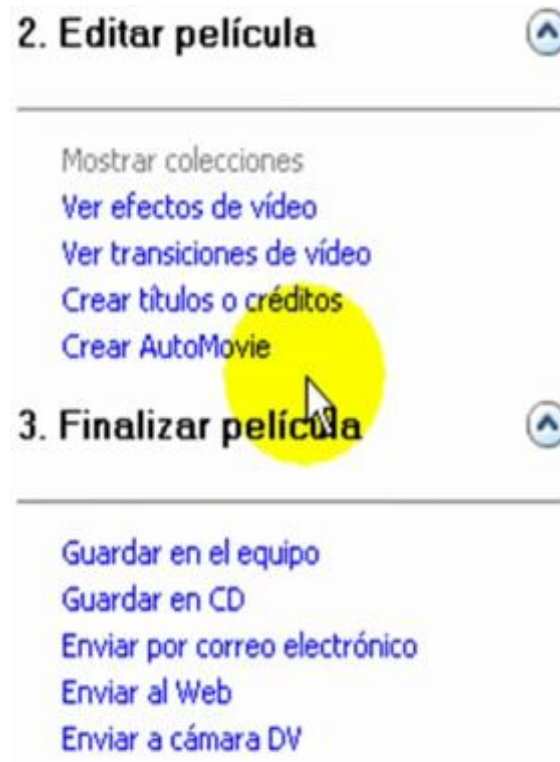 2. Editar película
Mostrar colecciones
Ver efectos de vídeo
Ver transiciones de vídeo
Crear títulos o créditos
Crear AutoMovie
3. Finalizar película
Guardar en el equipo
Guardar en CD
Enviar por correo electrónico
Enviar al Web
Enviar a cámara DV